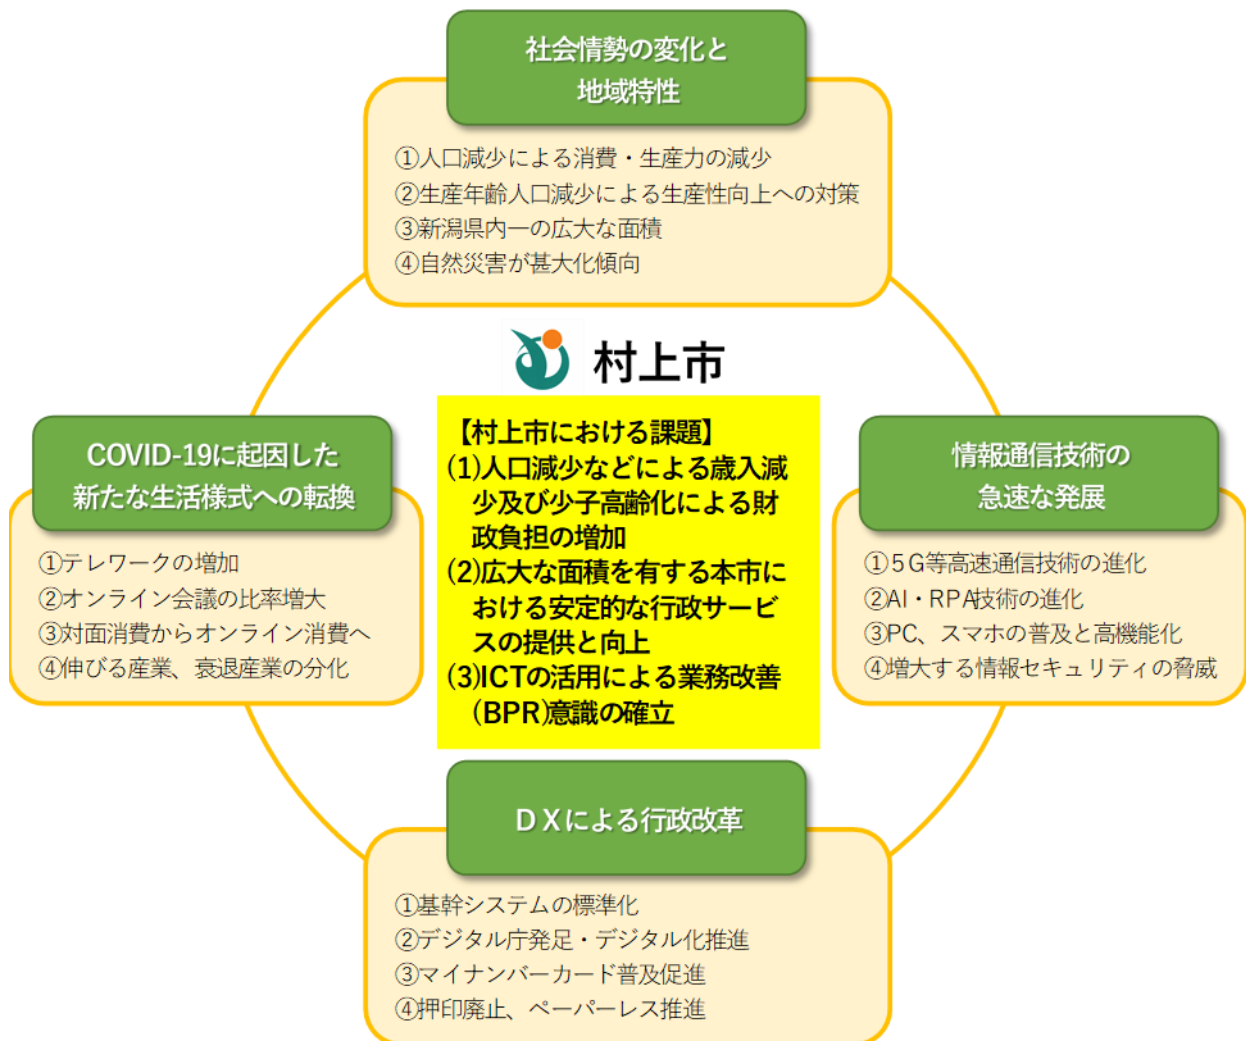 社会情勢の変化と
地域特性
①人口減少による消費・生産力の減少
②生産年齢人口減少による生産性向上への対策
③新潟県内一の広大な面積
④自然災害が甚大化傾向
村上市
【村上市における課題】
(1)人口減少などによる歳入減
少及び少子高齢化による財
政負担の増加
(2)広大な面積を有する本市に
おける安定的な行政サービ
スの提供と向上
(3)ICTの活用による業務改善
(BPR)意識の確立
COVID-19に起因した
新たな生活様式への転換
①テレワークの増加
②オンライン会議の比率増大
③対面消費からオンライン消費へ
④伸びる産業、衰退産業の分化
情報通信技術の
急速な発展
①５G等高速通信技術の進化
②AI・RPA技術の進化
③PC、スマホの普及と高機能化
④増大する情報セキュリティの脅威
ＤＸによる行政改革
①基幹システムの標準化
②デジタル庁発足・デジタル化推進
③マイナンバーカード普及促進
④押印廃止、ペーパーレス推進